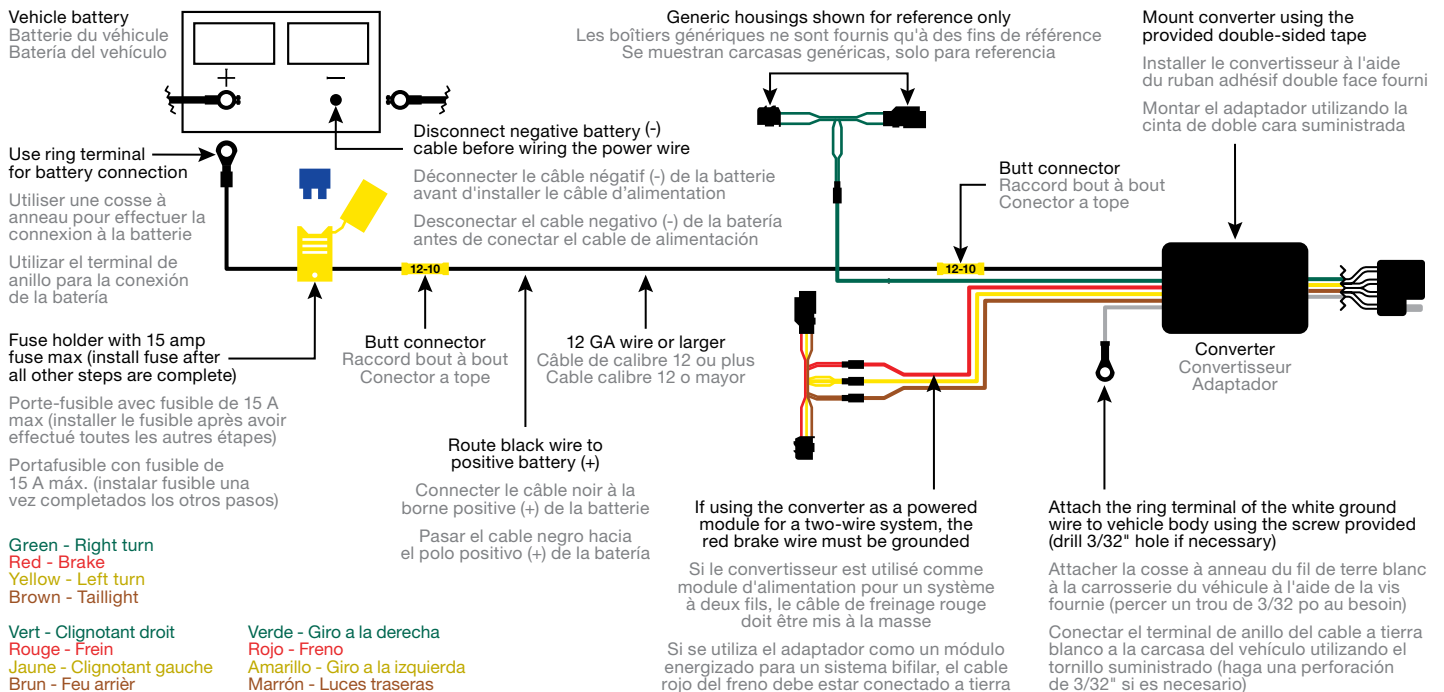 Vehicle battery
Batterie du véhicule
Batería del vehículo
+
−
Generic housings shown for reference only
Les boîtiers génériques ne sont fournis qu'à des fins de référence
Se muestran carcasas genéricas, solo para referencia
Mount converter using the
provided double-sided tape
Installer le convertisseur à l'aide
du ruban adhésif double face fourni
Montar el adaptador utilizando la
cinta de doble cara suministrada
Disconnect negative battery (-)
cable before wiring the power wire
Déconnecter le câble négatif (-) de la batterie
avant d'installer le câble d'alimentation
Desconectar el cable negativo (-) de la batería
antes de conectar el cable de alimentación
Use ring terminal
for battery connection
Utiliser une cosse à
anneau pour effectuer la
connexion à la batterie
Utilizar el terminal de
anillo para la conexión
de la batería
Butt connector
Raccord bout à bout
Conector a tope
12-10
12-10
Fuse holder with 15 amp
fuse max (install fuse after
all other steps are complete)
Porte-fusible avec fusible de 15 A
max (installer le fusible après avoir
effectué toutes les autres étapes)
Portafusible con fusible de
15 A máx. (instalar fusible una
vez completados los otros pasos)
Butt connector
Raccord bout à bout
Conector a tope
12 GA wire or larger
Câble de calibre 12 ou plus
Cable calibre 12 o mayor
Converter
Convertisseur
Adaptador
Route black wire to
positive battery (+)
Connecter le câble noir à la
borne positive (+) de la batterie
Pasar el cable negro hacia
el polo positivo (+) de la batería
If using the converter as a powered
module for a two-wire system, the
red brake wire must be grounded
Si le convertisseur est utilisé comme
module d'alimentation pour un système
à deux fils, le câble de freinage rouge
doit être mis à la masse
Si se utiliza el adaptador como un módulo
energizado para un sistema bifilar, el cable
rojo del freno debe estar conectado a tierra
Attach the ring terminal of the white ground
wire to vehicle body using the screw provided
(drill 3/32" hole if necessary)
Attacher la cosse à anneau du fil de terre blanc
à la carrosserie du véhicule à l'aide de la vis
fournie (percer un trou de 3/32 po au besoin)
Conectar el terminal de anillo del cable a tierra
blanco a la carcasa del vehículo utilizando el
tornillo suministrado (haga una perforación
de 3/32" si es necesario)
Green - Right turn
Red - Brake
Yellow - Left turn
Brown - Taillight
Vert - Clignotant droit
Rouge - Frein
Jaune - Clignotant gauche
Brun - Feu arrièr
Verde - Giro a la derecha
Rojo - Freno
Amarillo - Giro a la izquierda
Marrón - Luces traseras